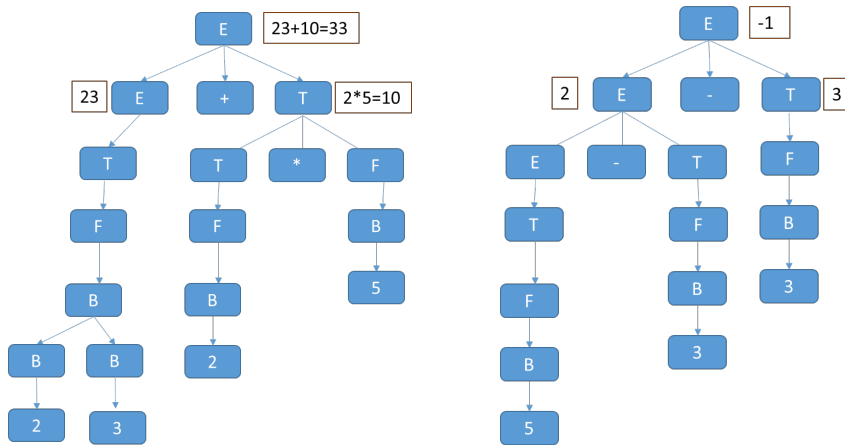 E 23+10=33
23 E + T 2*5=10
T T * F
F F B
B B 5
B B 2
2 3
E -1
2 E - T 3
E - T F
T F B
F B 3
B 3
5